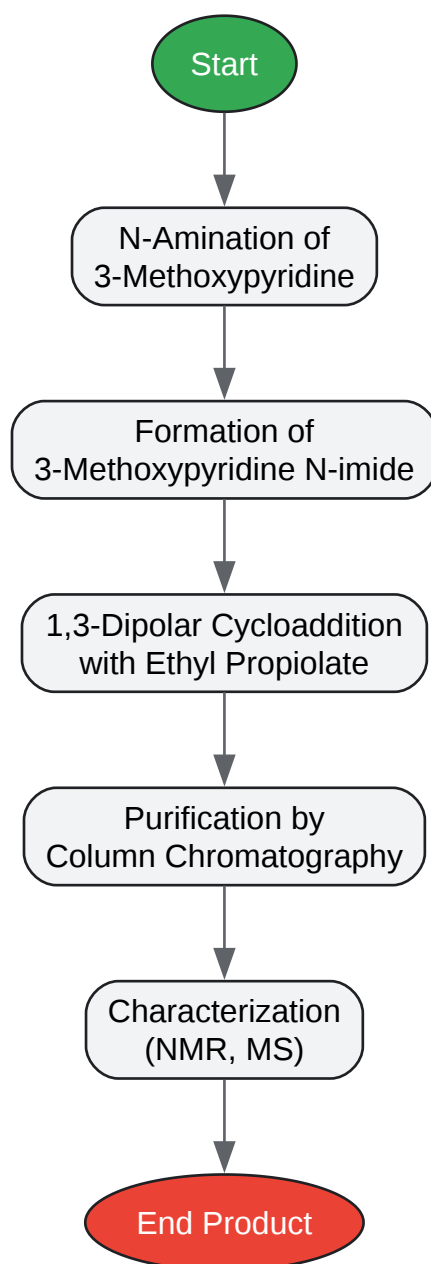 Start
N-Amination of
3-Methoxypyridine
Formation of
3-Methoxypyridine N-imide
1,3-Dipolar Cycloaddition
with Ethyl Propiolate
Purification by
Column Chromatography
Characterization
(NMR, MS)
End Product